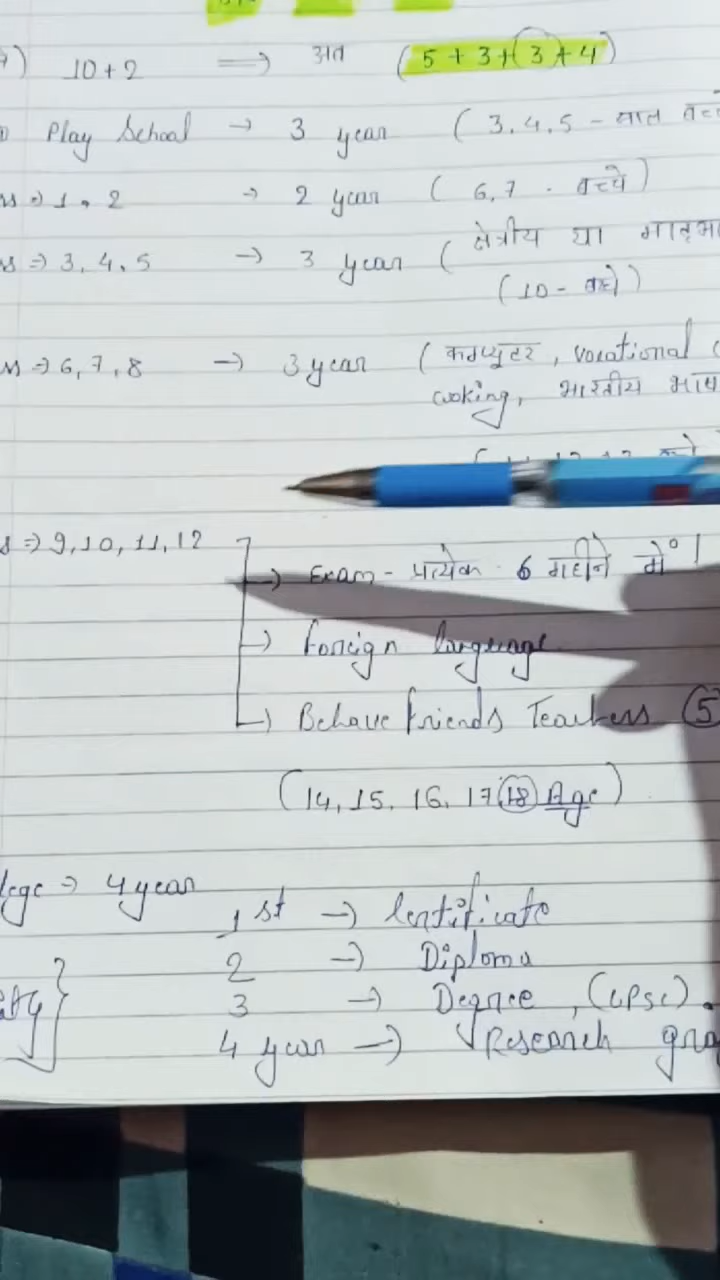 10+2 ⇒ अब (5+3+3+4)
Play School → 3 year (3,4,5 - साल
⇒ 1, 2 → 2 year (6,7 - बच्चे)
⇒ 3, 4, 5 → 3 year (क्षेत्रीय या
(10 -
⇒ 6, 7, 8 → 3 year (कम्प्यूटर, vocational
cooking, भारतीय
⇒ 9, 10, 11, 12 → Exam - प्रत्येक 6 महीने में।
→ Foreign language
→ Behave friends Teachers (5
(14, 15, 16, 17 18 Age)
⇒ 4 year
1st → Certificate
2 → Diploma
3 → Degree, (UPSC).
4 year → Research